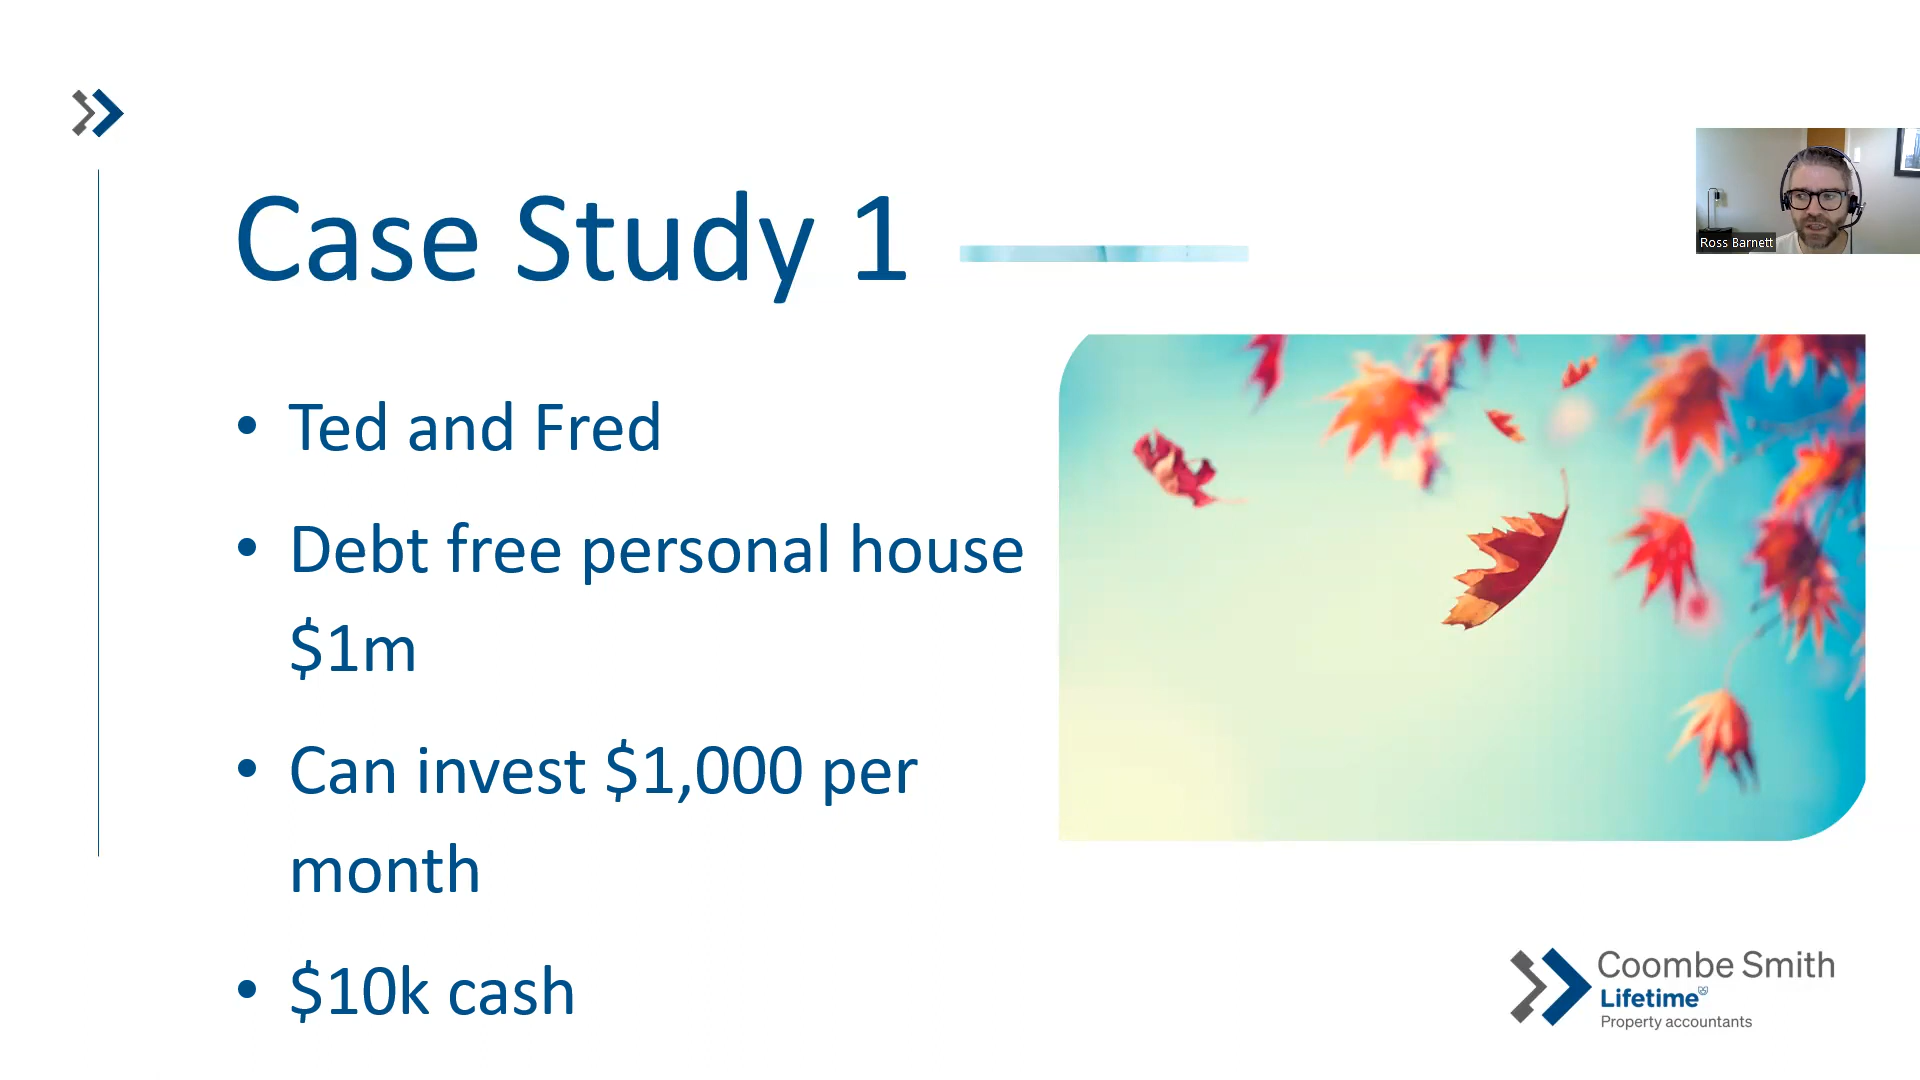 Case Study 1
Ross Barnett
• Ted and Fred
• Debt free personal house
$1m
• Can invest $1,000 per
month
• $10k cash
Coombe Smith
Lifetime
Property accountants